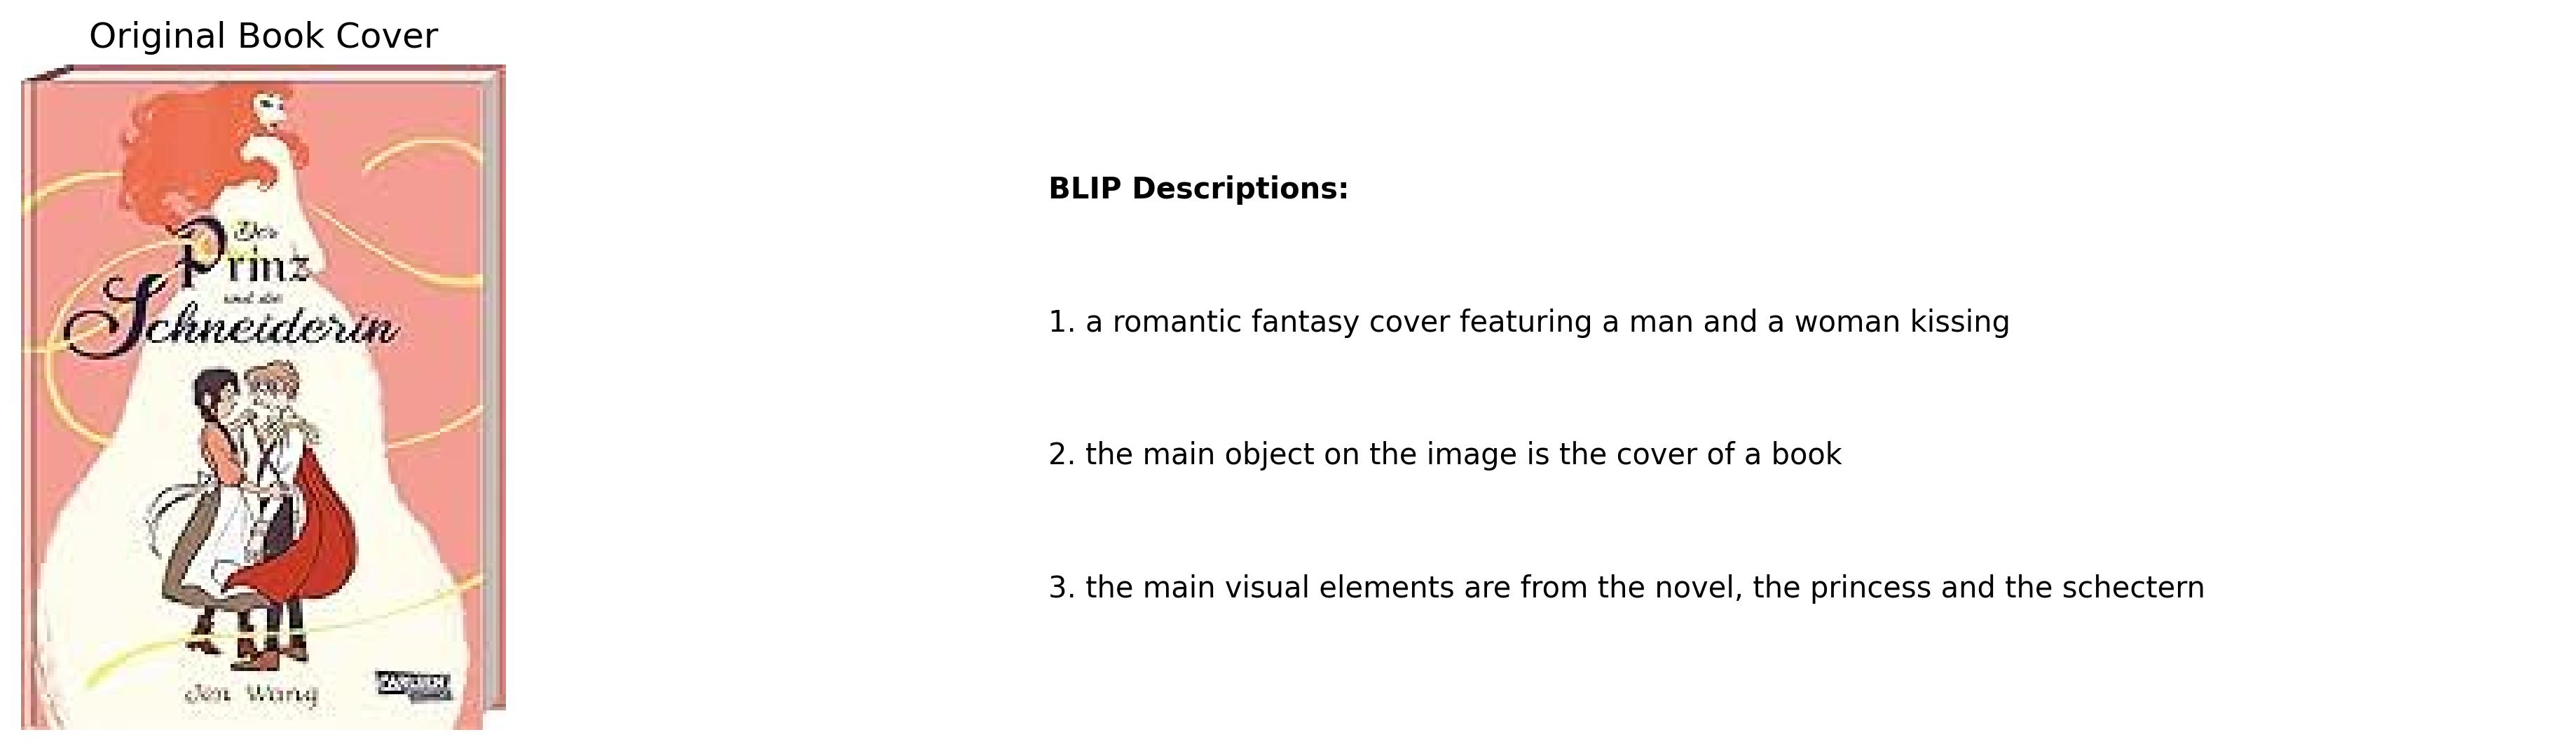 Original Book Cover
Der
Prinz
und die
Schneiderin
Jen Wang
CARLSEN
BLIP Descriptions:
1. a romantic fantasy cover featuring a man and a woman kissing
2. the main object on the image is the cover of a book
3. the main visual elements are from the novel, the princess and the schectern